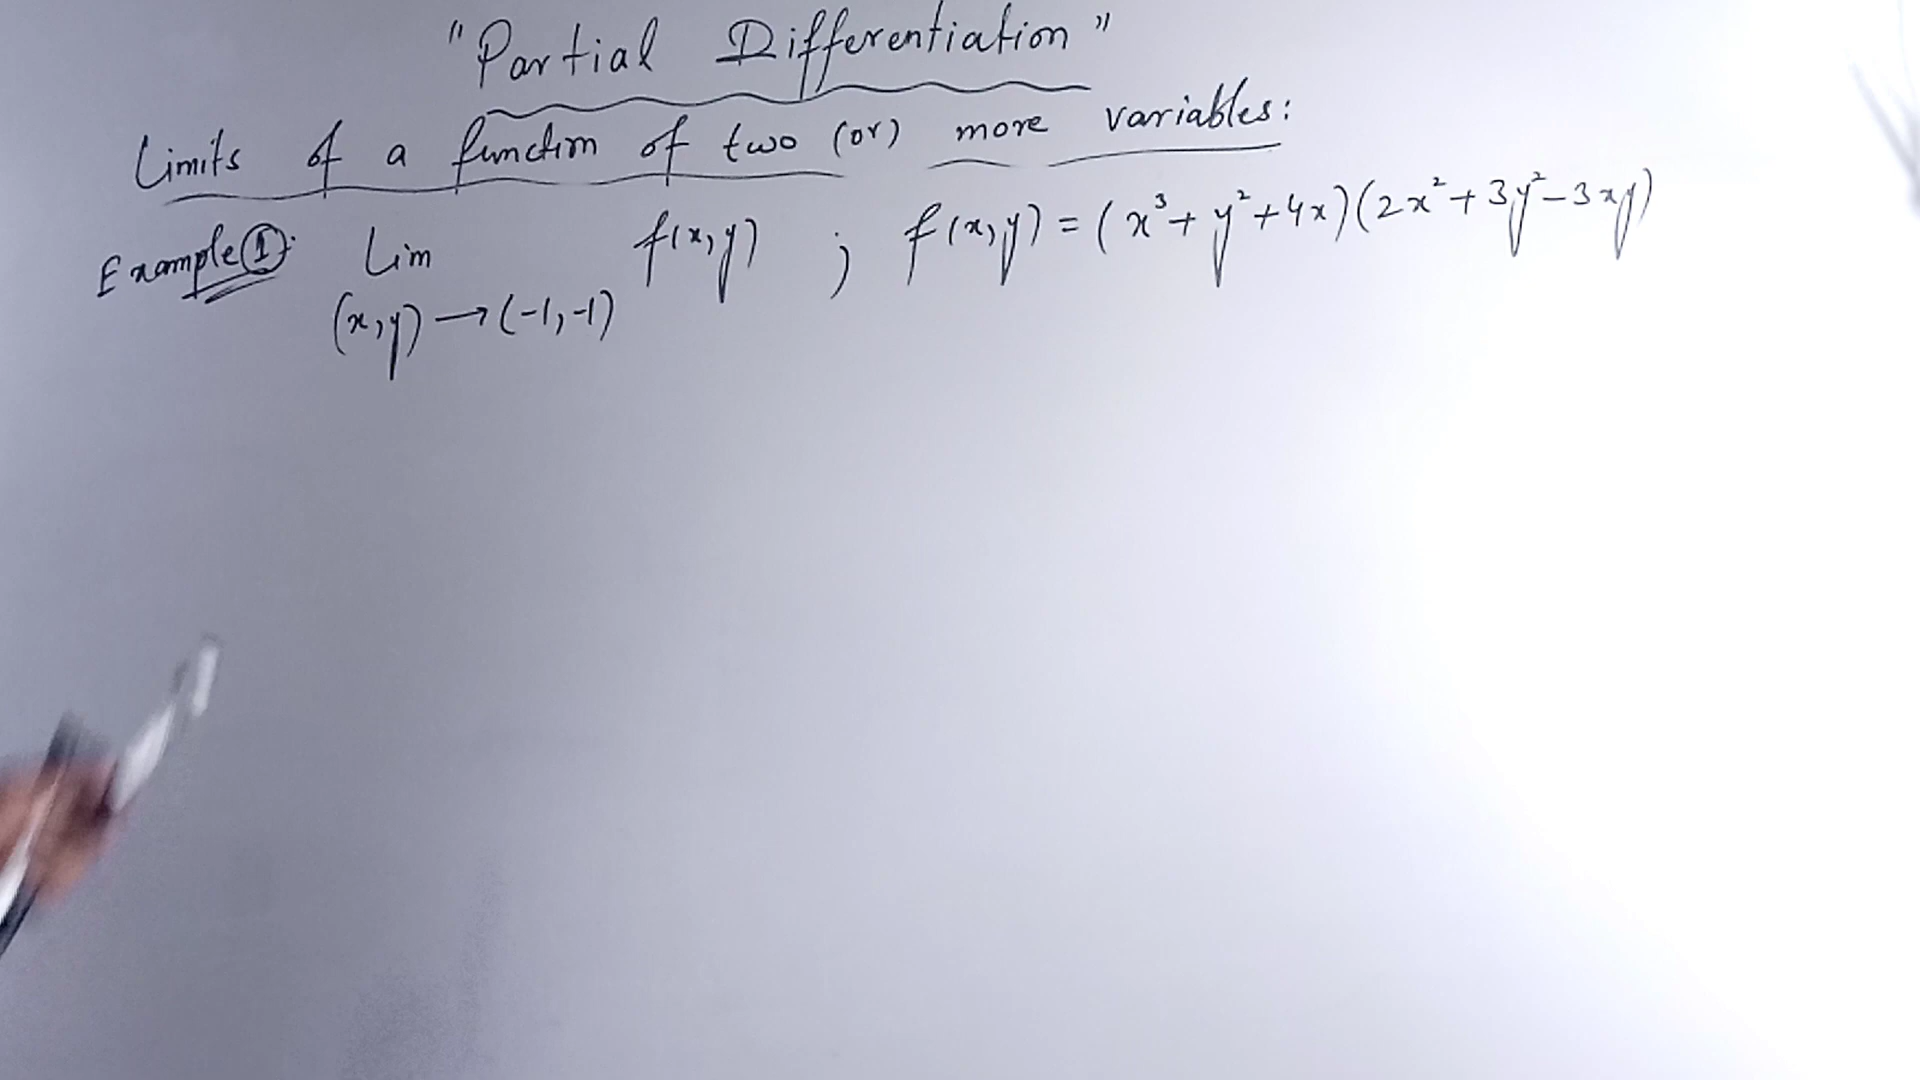 "Partial Differentiation"
Limits of a function of two (or) more variables:
Example ①: Lim f(x,y) ; f(x,y) = (x³ + y² + 4x)(2x² + 3y² - 3xy)
(x,y) → (-1,-1)